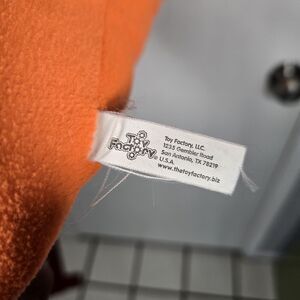 Toy
Factory
Toy Factory, LLC.
1235 Gembler Road
San Antonio, TX 78219
U.S.A.
www.thetoyfactory.biz